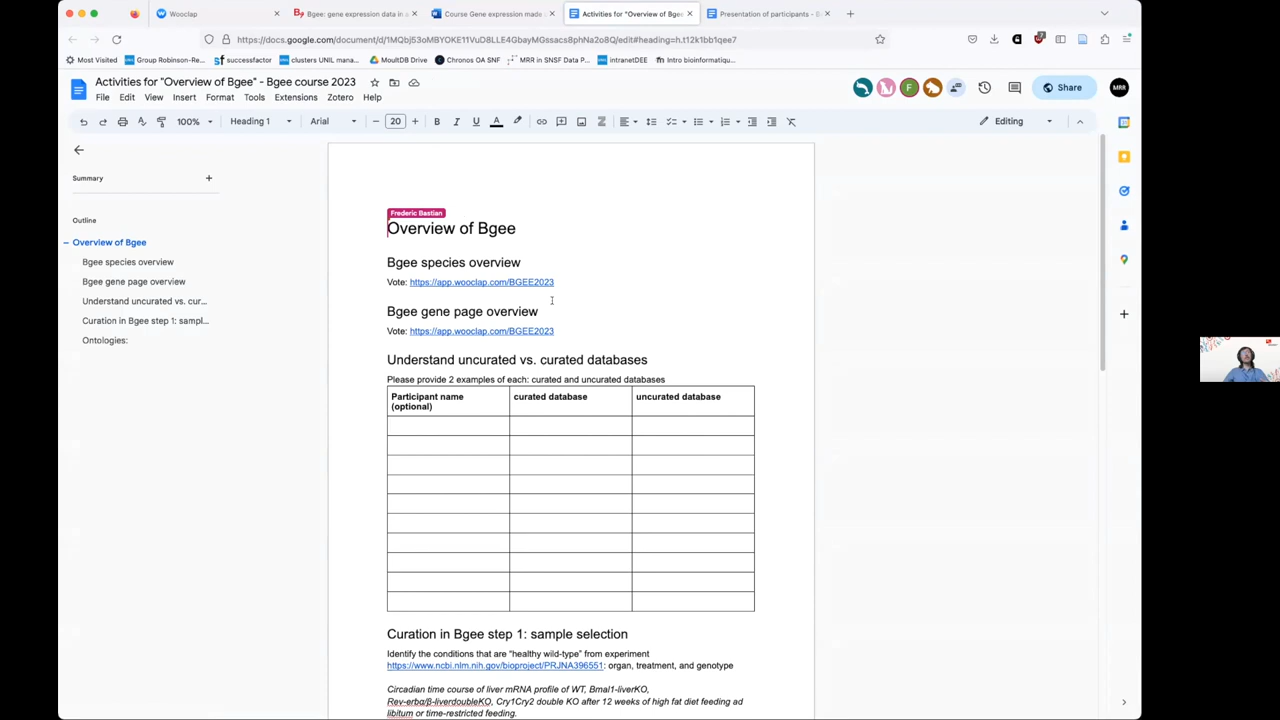 Wooclap
Bgee: gene expression data in a
Course Gene expression made
Activities for "Overview of Bgee"
Presentation of participants - B
https://docs.google.com/document/d/1MQbj53oMBYOKE11VuD8LLE4GbayMGssacs8phNa2o8Q/edit#heading=h.t12k1bb1qee7
Most Visited
Group Robinson-Re...
successfactor
clusters UNIL mana...
MoultDB Drive
Chronos OA SNF
MRR in SNSF Data P...
intranetDEE
Intro bioinformatiqu...
Activities for "Overview of Bgee" - Bgee course 2023
File Edit View Insert Format Tools Extensions Zotero Help
F
Share
MRR
100% Heading 1 Arial 20 B I U A Editing
Summary
Outline
Overview of Bgee
Bgee species overview
Bgee gene page overview
Understand uncurated vs. cur...
Curation in Bgee step 1: sampl...
Ontologies:
Frederic Bastian
Overview of Bgee
Bgee species overview
Vote: https://app.wooclap.com/BGEE2023
Bgee gene page overview
Vote: https://app.wooclap.com/BGEE2023
Understand uncurated vs. curated databases
Please provide 2 examples of each: curated and uncurated databases
Participant name (optional)
curated database
uncurated database
Curation in Bgee step 1: sample selection
Identify the conditions that are “healthy wild-type” from experiment
https://www.ncbi.nlm.nih.gov/bioproject/PRJNA396551: organ, treatment, and genotype
Circadian time course of liver mRNA profile of WT, Bmal1-liverKO,
Rev-erbα/β-liverdoubleKO, Cry1Cry2 double KO after 12 weeks of high fat diet feeding ad
libitum or time-restricted feeding.